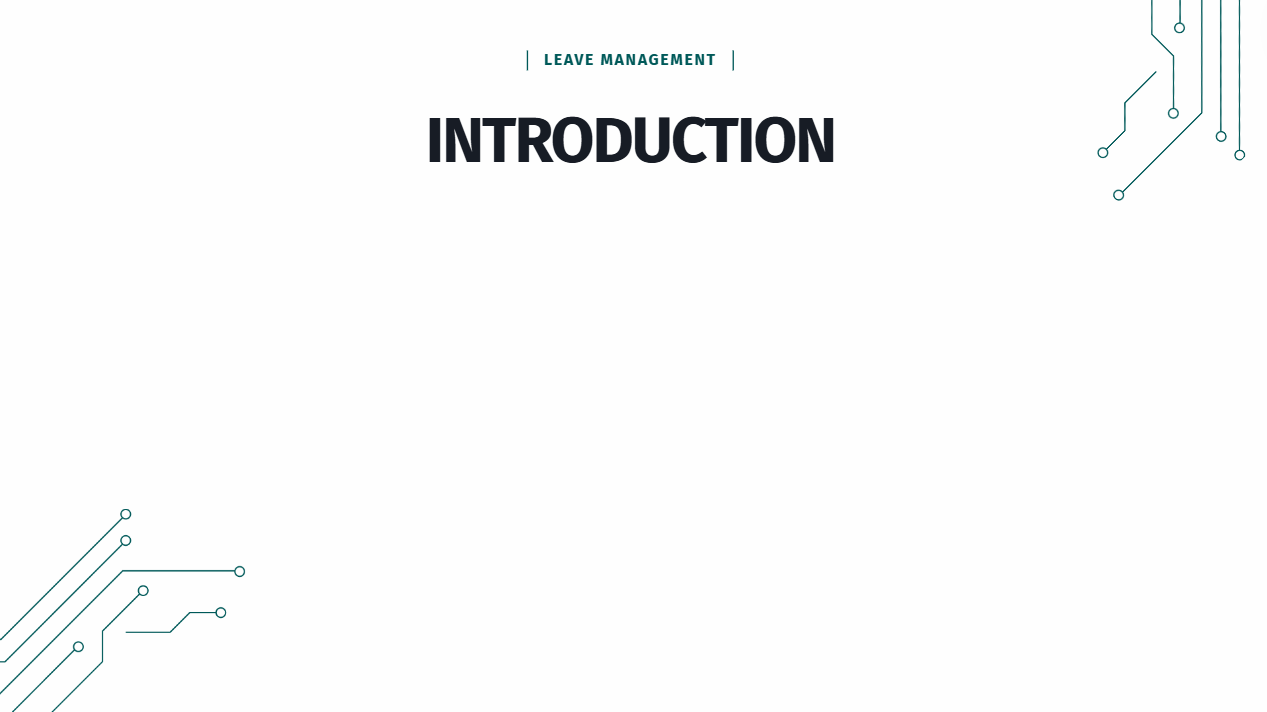 | LEAVE MANAGEMENT |
INTRODUCTION